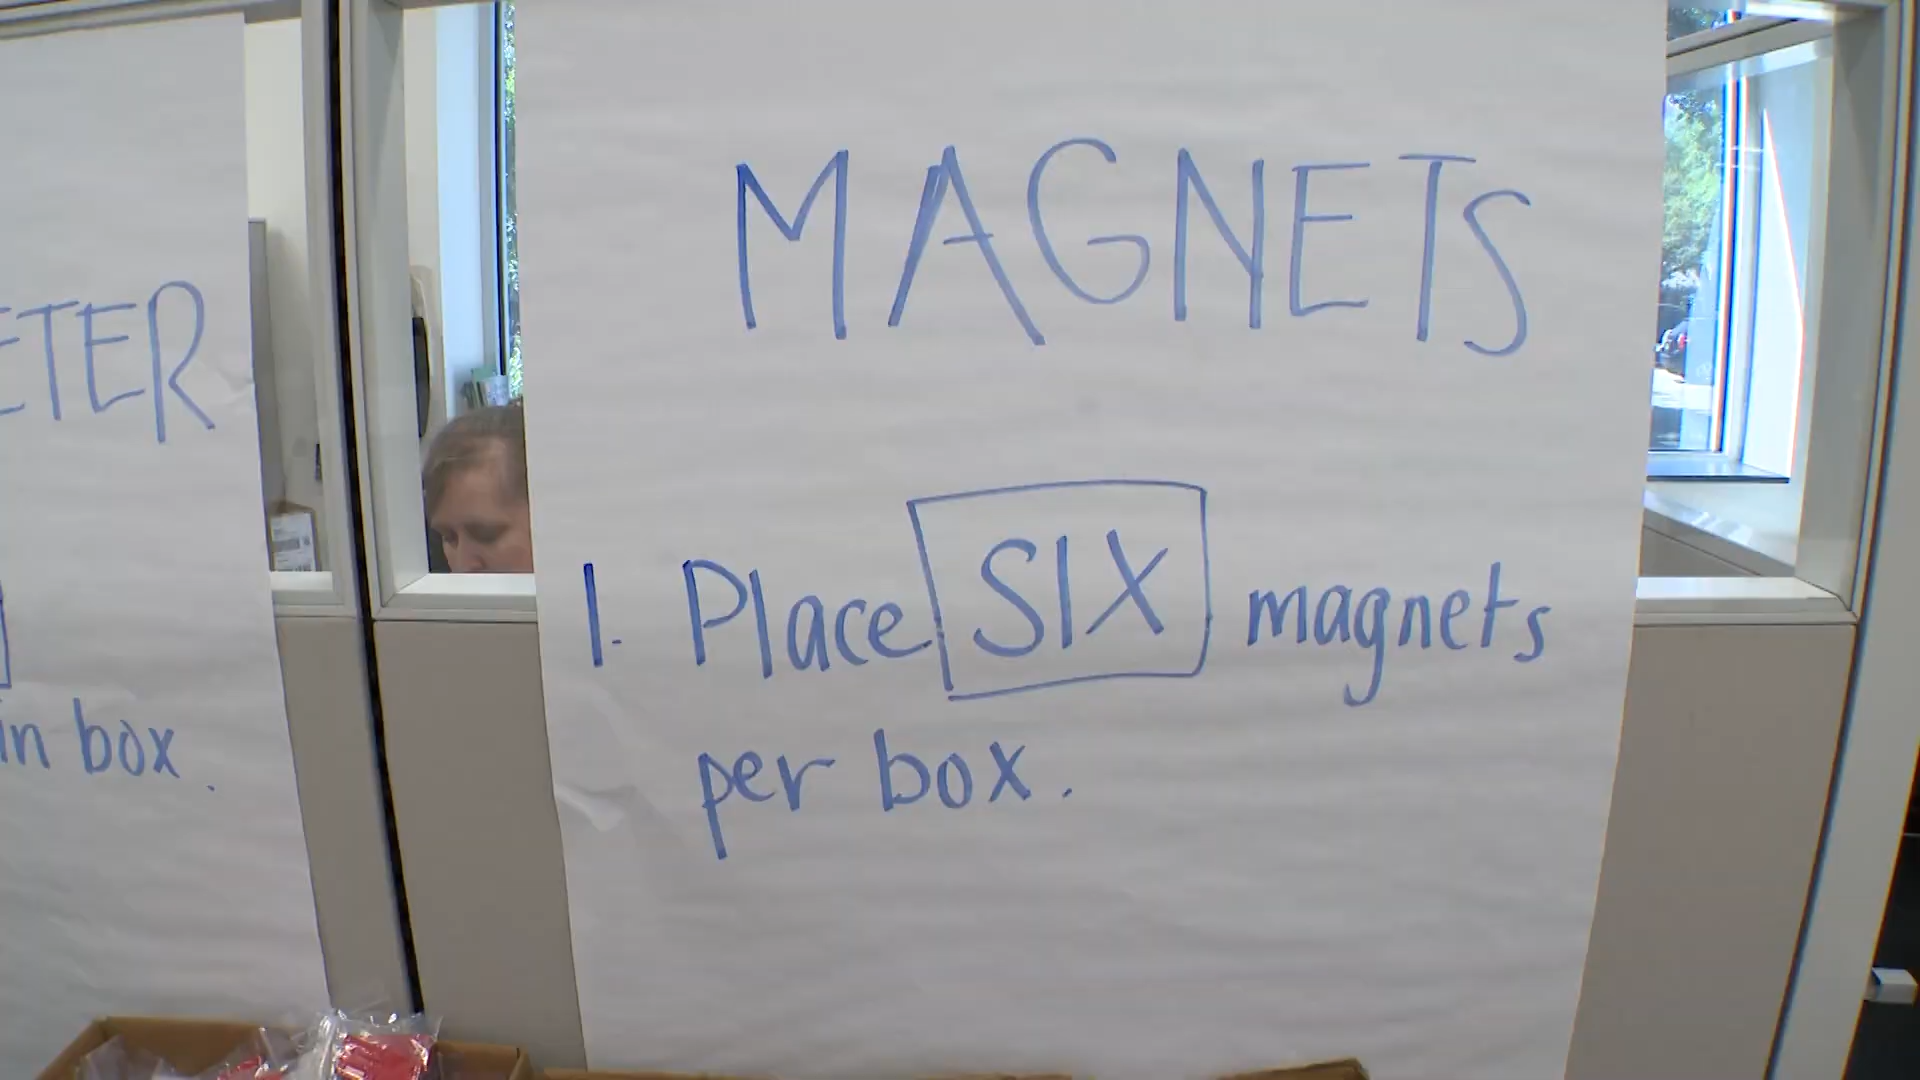 ETER
in box.
MAGNETS
1. Place SIX magnets
per box.